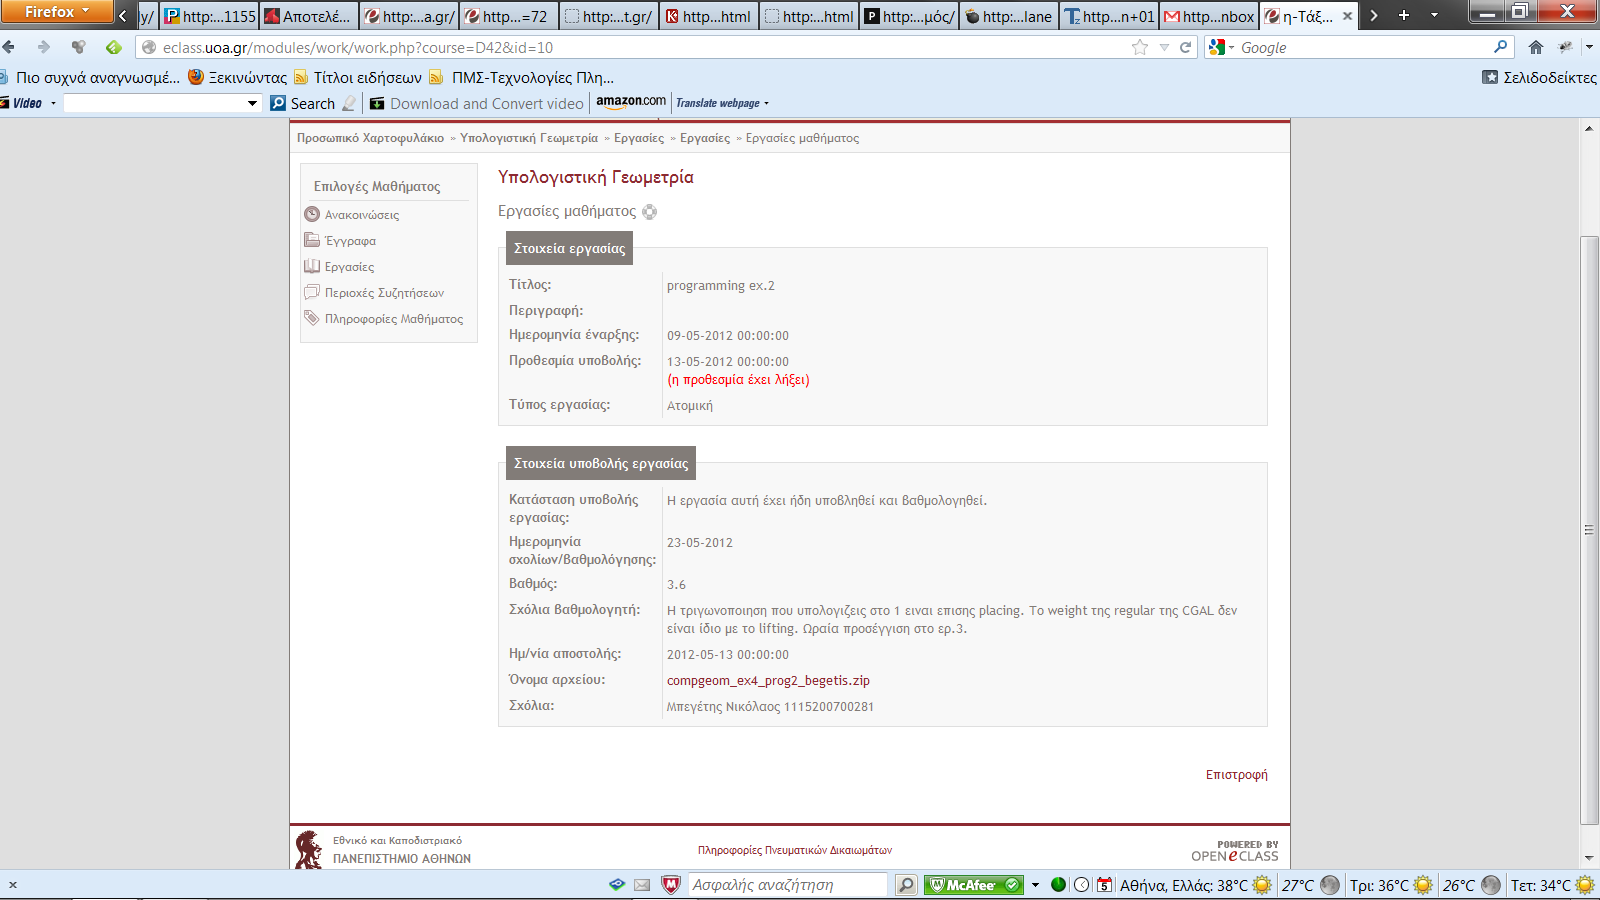 Firefox
ly/
http:...1155
Αποτελέ...
http:...a.gr/
http...=72
http:...t.gr/
http...html
http:...html
http:...μός/
http:...lane
http...n+01
http...nbox
η-Τάξ...
eclass.uoa.gr/modules/work/work.php?course=D42&id=10
Google
Πιο συχνά αναγνωσμέ...
Ξεκινώντας
Τίτλοι ειδήσεων
ΠΜΣ-Τεχνολογίες Πλη...
Σελιδοδείκτες
Video
Search
Download and Convert video
amazon.com
Translate webpage
Προσωπικό Χαρτοφυλάκιο » Υπολογιστική Γεωμετρία » Εργασίες » Εργασίες » Εργασίες μαθήματος
Επιλογές Μαθήματος
Ανακοινώσεις
Έγγραφα
Εργασίες
Περιοχές Συζητήσεων
Πληροφορίες Μαθήματος
Υπολογιστική Γεωμετρία
Εργασίες μαθήματος
Στοιχεία εργασίας
Τίτλος: programming ex.2
Περιγραφή:
Ημερομηνία έναρξης: 09-05-2012 00:00:00
Προθεσμία υποβολής: 13-05-2012 00:00:00
(η προθεσμία έχει λήξει)
Τύπος εργασίας: Ατομική
Στοιχεία υποβολής εργασίας
Κατάσταση υποβολής
εργασίας:
Η εργασία αυτή έχει ήδη υποβληθεί και βαθμολογηθεί.
Ημερομηνία
σχολίων/βαθμολόγησης:
23-05-2012
Βαθμός: 3.6
Σχόλια βαθμολογητή: Η τριγωνοποιηση που υπολογιζεις στο 1 ειναι επισης placing. Το weight της regular της CGAL δεν
είναι ίδιο με το lifting. Ωραία προσέγγιση στο ερ.3.
Ημ/νία αποστολής: 2012-05-13 00:00:00
Όνομα αρχείου: compgeom_ex4_prog2_begetis.zip
Σχόλια: Μπεγέτης Νικόλαος 1115200700281
Επιστροφή
Εθνικό και Καποδιστριακό
ΠΑΝΕΠΙΣΤΗΜΙΟ ΑΘΗΝΩΝ
Πληροφορίες Πνευματικών Δικαιωμάτων
POWERED BY
OPEN eCLASS
Ασφαλής αναζήτηση
McAfee
5
Αθήνα, Ελλάς: 38°C
27°C
Τρι: 36°C
26°C
Τετ: 34°C